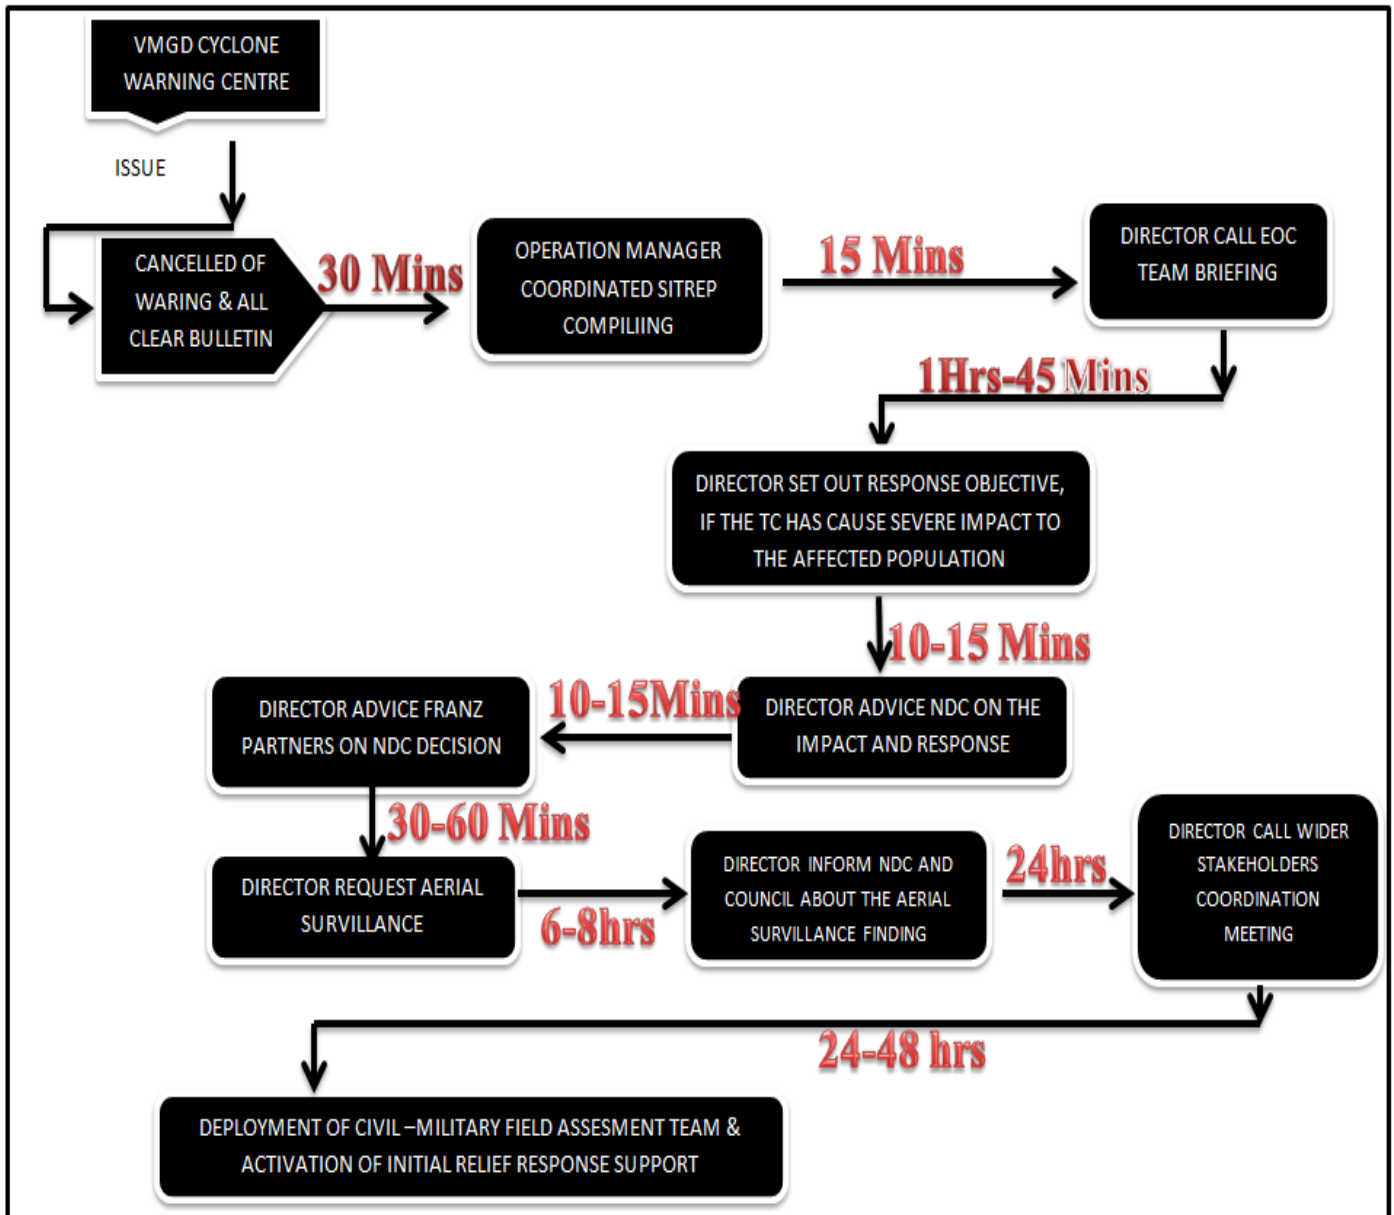 VMGD CYCLONE
WARNING CENTRE
ISSUE
CANCELLED OF
WARING & ALL
CLEAR BULLETIN
30 Mins
OPERATION MANAGER
COORDINATED SITREP
COMPILIING
15 Mins
DIRECTOR CALL EOC
TEAM BRIEFING
1Hrs-45 Mins
DIRECTOR SET OUT RESPONSE OBJECTIVE,
IF THE TC HAS CAUSE SEVERE IMPACT TO
THE AFFECTED POPULATION
10-15 Mins
DIRECTOR ADVICE NDC ON THE
IMPACT AND RESPONSE
10-15Mins
DIRECTOR ADVICE FRANZ
PARTNERS ON NDC DECISION
30-60 Mins
DIRECTOR REQUEST AERIAL
SURVILLANCE
6-8hrs
DIRECTOR INFORM NDC AND
COUNCIL ABOUT THE AERIAL
SURVILLANCE FINDING
24hrs
DIRECTOR CALL WIDER
STAKEHOLDERS
COORDINATION
MEETING
24-48 hrs
DEPLOYMENT OF CIVIL –MILITARY FIELD ASSESMENT TEAM &
ACTIVATION OF INITIAL RELIEF RESPONSE SUPPORT